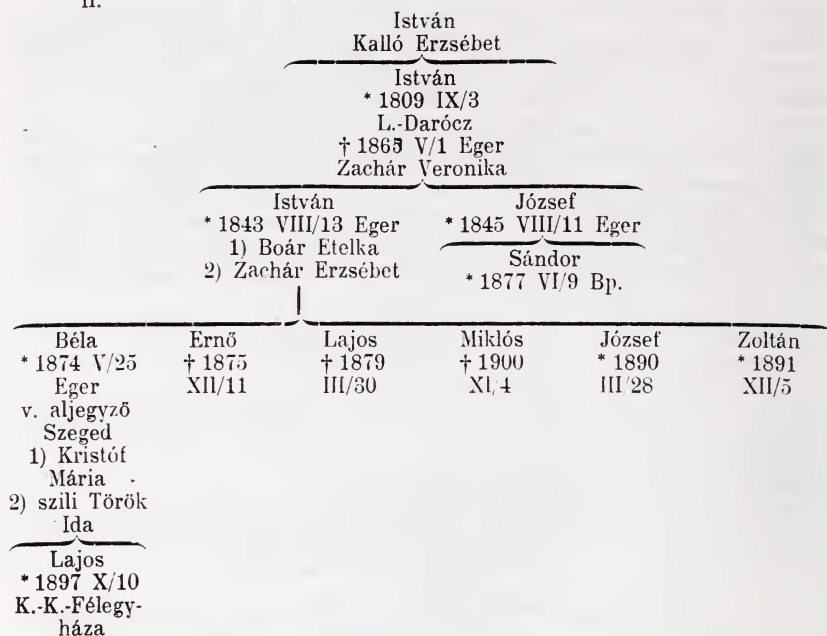 II.
István
Kalló Erzsébet
István
* 1809 IX/3
L.-Darócz
† 1865 V/1 Eger
Zachár Veronika
István
* 1843 VIII/13 Eger
1) Boár Etelka
2) Zachár Erzsébet
József
* 1845 VIII/11 Eger
Sándor
* 1877 VI/9 Bp.
Béla
* 1874 V/25
Eger
v. aljegyző
Szeged
1) Kristóf
Mária
2) szili Török
Ida
Ernő
† 1875
XII/11
Lajos
† 1879
III/30
Miklós
† 1900
XI/4
József
* 1890
III/28
Zoltán
* 1891
XII/5
Lajos
* 1897 X/10
K.-K.-Félegy-
háza